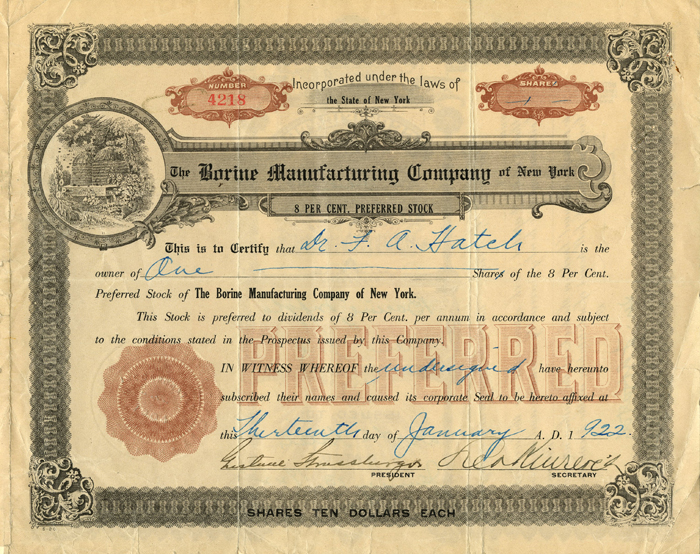 Incorporated under the laws of
the State of New York
NUMBER
4218
SHARES
1
The Borine Manufacturing Company of New York
8 PER CENT. PREFERRED STOCK
This is to Certify that Dr. F. A. Hatch is the
owner of One Shares of the 8 Per Cent.
Preferred Stock of The Borine Manufacturing Company of New York.
This Stock is preferred to dividends of 8 Per Cent. per annum in accordance and subject
to the conditions stated in the Prospectus issued by this Company.
PREFERRED
IN WITNESS WHEREOF the undersigned have hereunto
subscribed their names and caused its corporate Seal to be hereto affixed at
this Thirteenth day of January A. D. 1922.
PRESIDENT
SECRETARY
SHARES TEN DOLLARS EACH